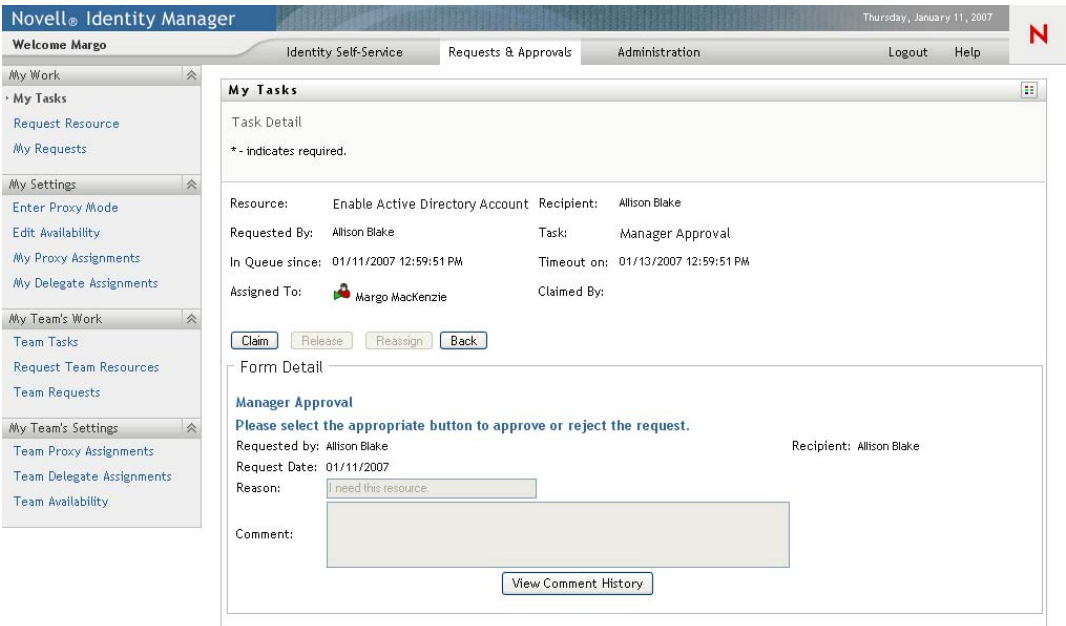 Novell® Identity Manager
Thursday, January 11, 2007
N
Welcome Margo
Identity Self-Service Requests & Approvals Administration Logout Help
My Work
· My Tasks
Request Resource
My Requests
My Settings
Enter Proxy Mode
Edit Availability
My Proxy Assignments
My Delegate Assignments
My Team's Work
Team Tasks
Request Team Resources
Team Requests
My Team's Settings
Team Proxy Assignments
Team Delegate Assignments
Team Availability
My Tasks
Task Detail
* - indicates required.
Resource: Enable Active Directory Account Recipient: Allison Blake
Requested By: Allison Blake Task: Manager Approval
In Queue since: 01/11/2007 12:59:51 PM Timeout on: 01/13/2007 12:59:51 PM
Assigned To: Margo MacKenzie Claimed By:
Claim Release Reassign Back
Form Detail
Manager Approval
Please select the appropriate button to approve or reject the request.
Requested by: Allison Blake Recipient: Allison Blake
Request Date: 01/11/2007
Reason: I need this resource.
Comment:
View Comment History